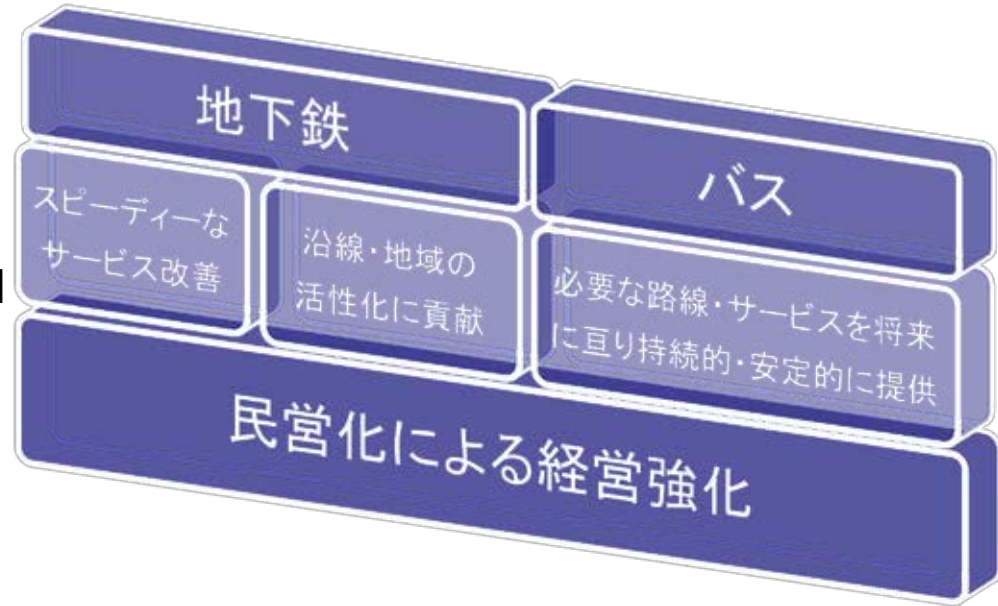 地下鉄
バス
スピーディーな
サービス改善
沿線・地域の
活性化に貢献
必要な路線・サービスを将来
に亘り持続的・安定的に提供
民営化による経営強化